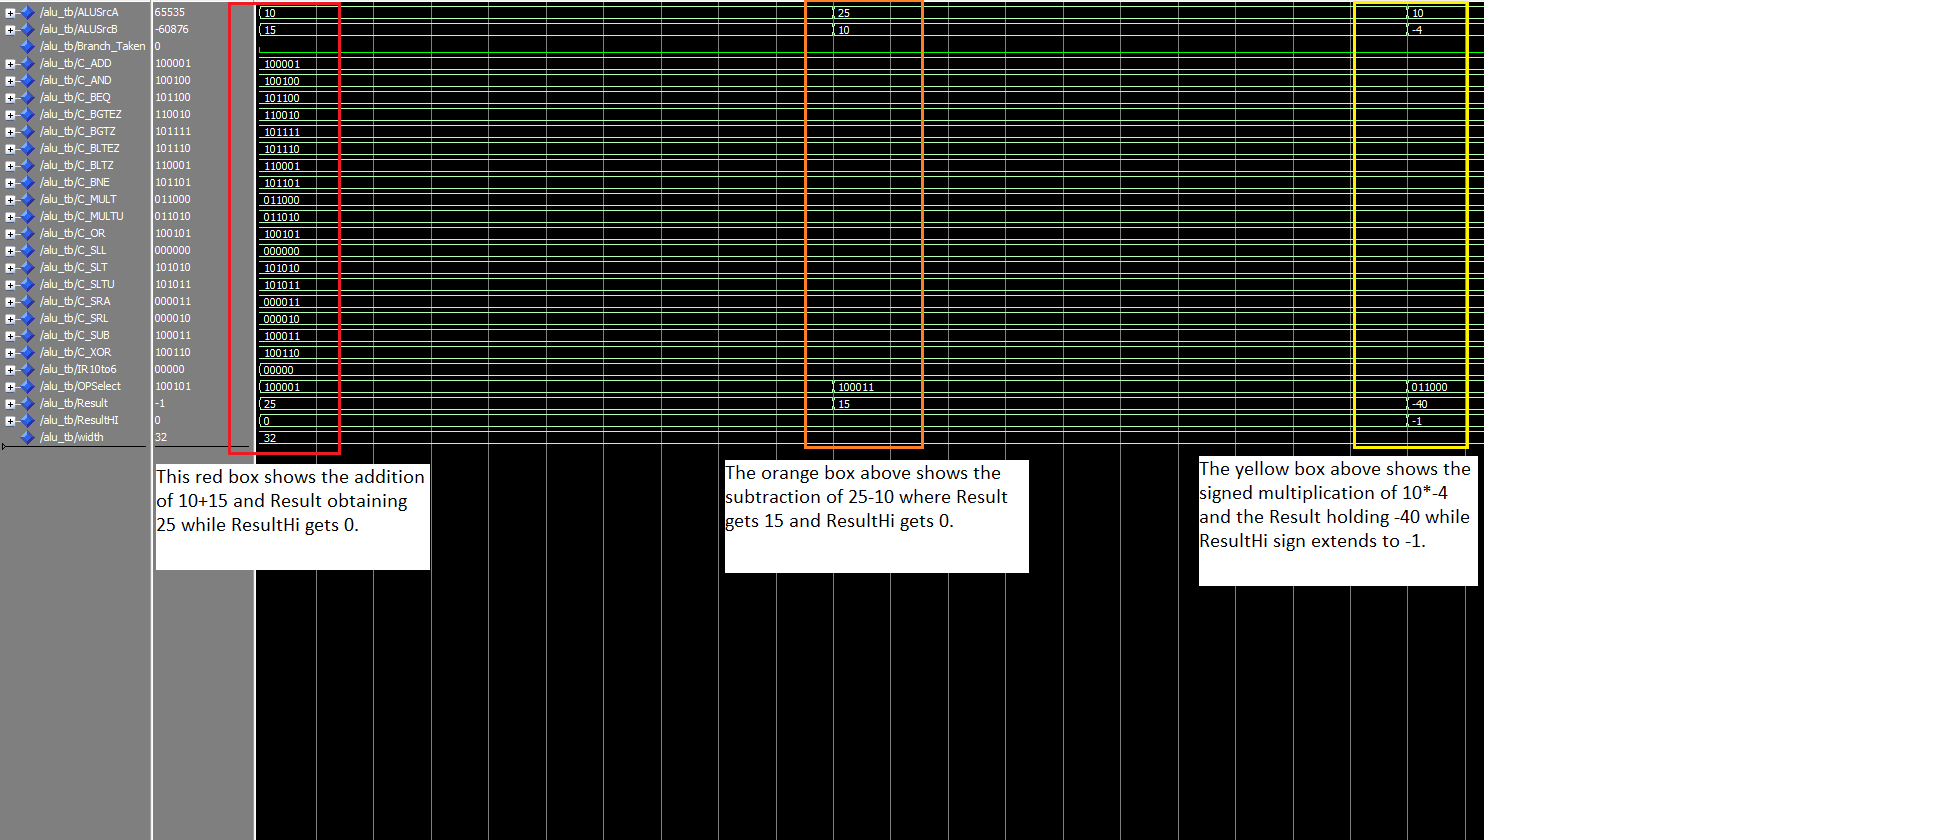 /alu_tb/ALUSrcA 65535 10 25 10
/alu_tb/ALUSrcB -60876 15 10 -4
/alu_tb/Branch_Taken 0
/alu_tb/C_ADD 100001 100001
/alu_tb/C_AND 100100 100100
/alu_tb/C_BEQ 101100 101100
/alu_tb/C_BGTEZ 110010 110010
/alu_tb/C_BGTZ 101111 101111
/alu_tb/C_BLTEZ 101110 101110
/alu_tb/C_BLTZ 110001 110001
/alu_tb/C_BNE 101101 101101
/alu_tb/C_MULT 011000 011000
/alu_tb/C_MULTU 011010 011010
/alu_tb/C_OR 100101 100101
/alu_tb/C_SLL 000000 000000
/alu_tb/C_SLT 101010 101010
/alu_tb/C_SLTU 101011 101011
/alu_tb/C_SRA 000011 000011
/alu_tb/C_SRL 000010 000010
/alu_tb/C_SUB 100011 100011
/alu_tb/C_XOR 100110 100110
/alu_tb/IR10to6 00000 00000
/alu_tb/OPSelect 100101 100001 100011 011000
/alu_tb/Result -1 25 15 -40
/alu_tb/ResultHI 0 0 -1
/alu_tb/width 32 32
This red box shows the addition
of 10+15 and Result obtaining
25 while ResultHi gets 0.
The orange box above shows the
subtraction of 25-10 where Result
gets 15 and ResultHi gets 0.
The yellow box above shows the
signed multiplication of 10*-4
and the Result holding -40 while
ResultHi sign extends to -1.